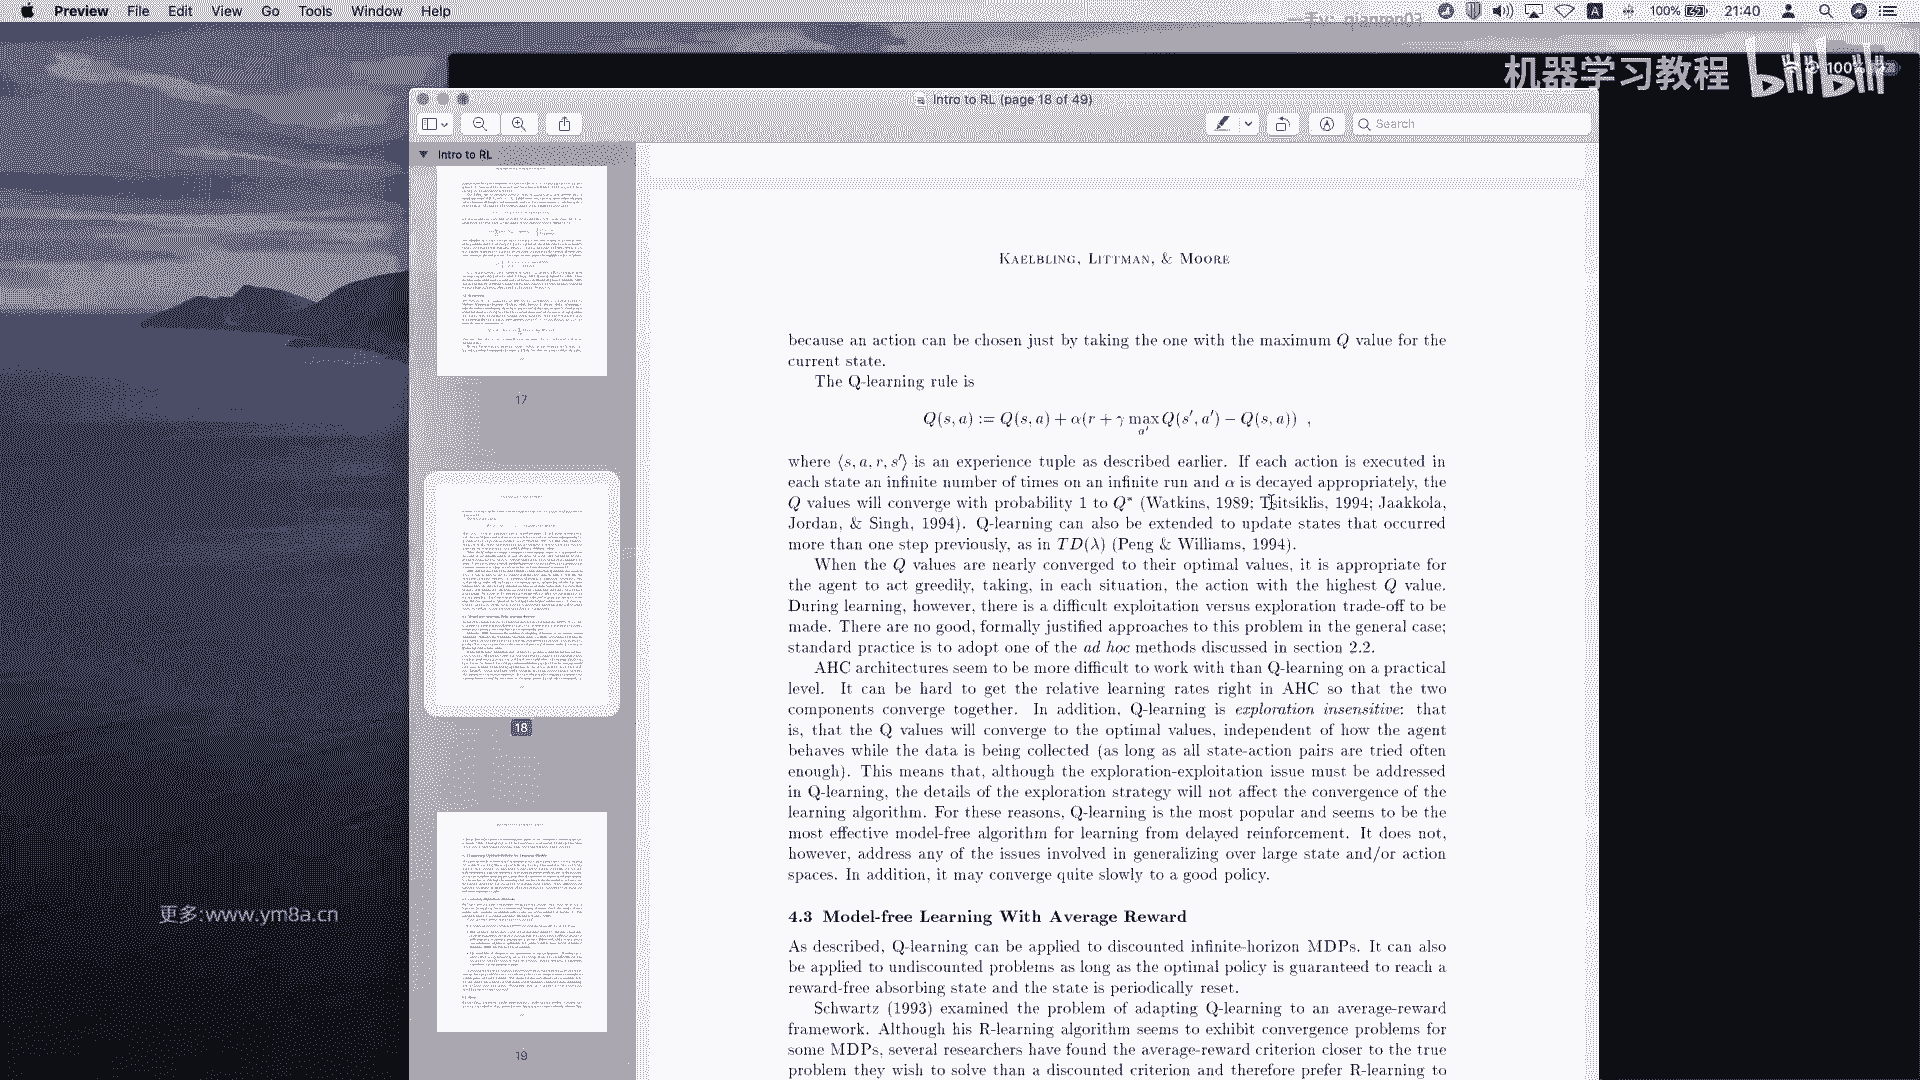 Preview File Edit View Go Tools Window Help
100% 21:40
机器学习教程 bilibili
100%
Intro to RL (page 18 of 49)
Search
Intro to RL
17
18
19
更多:www.ym8a.cn
KAELBLING, LITTMAN, & MOORE
because an action can be chosen just by taking the one with the maximum Q value for the
current state.
The Q-learning rule is
Q(s, a) := Q(s, a) + α(r + γ max Q(s′, a′) − Q(s, a)) ,
a′
where ⟨s, a, r, s′⟩ is an experience tuple as described earlier. If each action is executed in
each state an infinite number of times on an infinite run and α is decayed appropriately, the
Q values will converge with probability 1 to Q* (Watkins, 1989; Tsitsiklis, 1994; Jaakkola,
Jordan, & Singh, 1994). Q-learning can also be extended to update states that occurred
more than one step previously, as in TD(λ) (Peng & Williams, 1994).
When the Q values are nearly converged to their optimal values, it is appropriate for
the agent to act greedily, taking, in each situation, the action with the highest Q value.
During learning, however, there is a difficult exploitation versus exploration trade-off to be
made. There are no good, formally justified approaches to this problem in the general case;
standard practice is to adopt one of the ad hoc methods discussed in section 2.2.
AHC architectures seem to be more difficult to work with than Q-learning on a practical
level. It can be hard to get the relative learning rates right in AHC so that the two
components converge together. In addition, Q-learning is exploration insensitive: that
is, that the Q values will converge to the optimal values, independent of how the agent
behaves while the data is being collected (as long as all state-action pairs are tried often
enough). This means that, although the exploration-exploitation issue must be addressed
in Q-learning, the details of the exploration strategy will not affect the convergence of the
learning algorithm. For these reasons, Q-learning is the most popular and seems to be the
most effective model-free algorithm for learning from delayed reinforcement. It does not,
however, address any of the issues involved in generalizing over large state and/or action
spaces. In addition, it may converge quite slowly to a good policy.
4.3 Model-free Learning With Average Reward
As described, Q-learning can be applied to discounted infinite-horizon MDPs. It can also
be applied to undiscounted problems as long as the optimal policy is guaranteed to reach a
reward-free absorbing state and the state is periodically reset.
Schwartz (1993) examined the problem of adapting Q-learning to an average-reward
framework. Although his R-learning algorithm seems to exhibit convergence problems for
some MDPs, several researchers have found the average-reward criterion closer to the true
problem they wish to solve than a discounted criterion and therefore prefer R-learning to